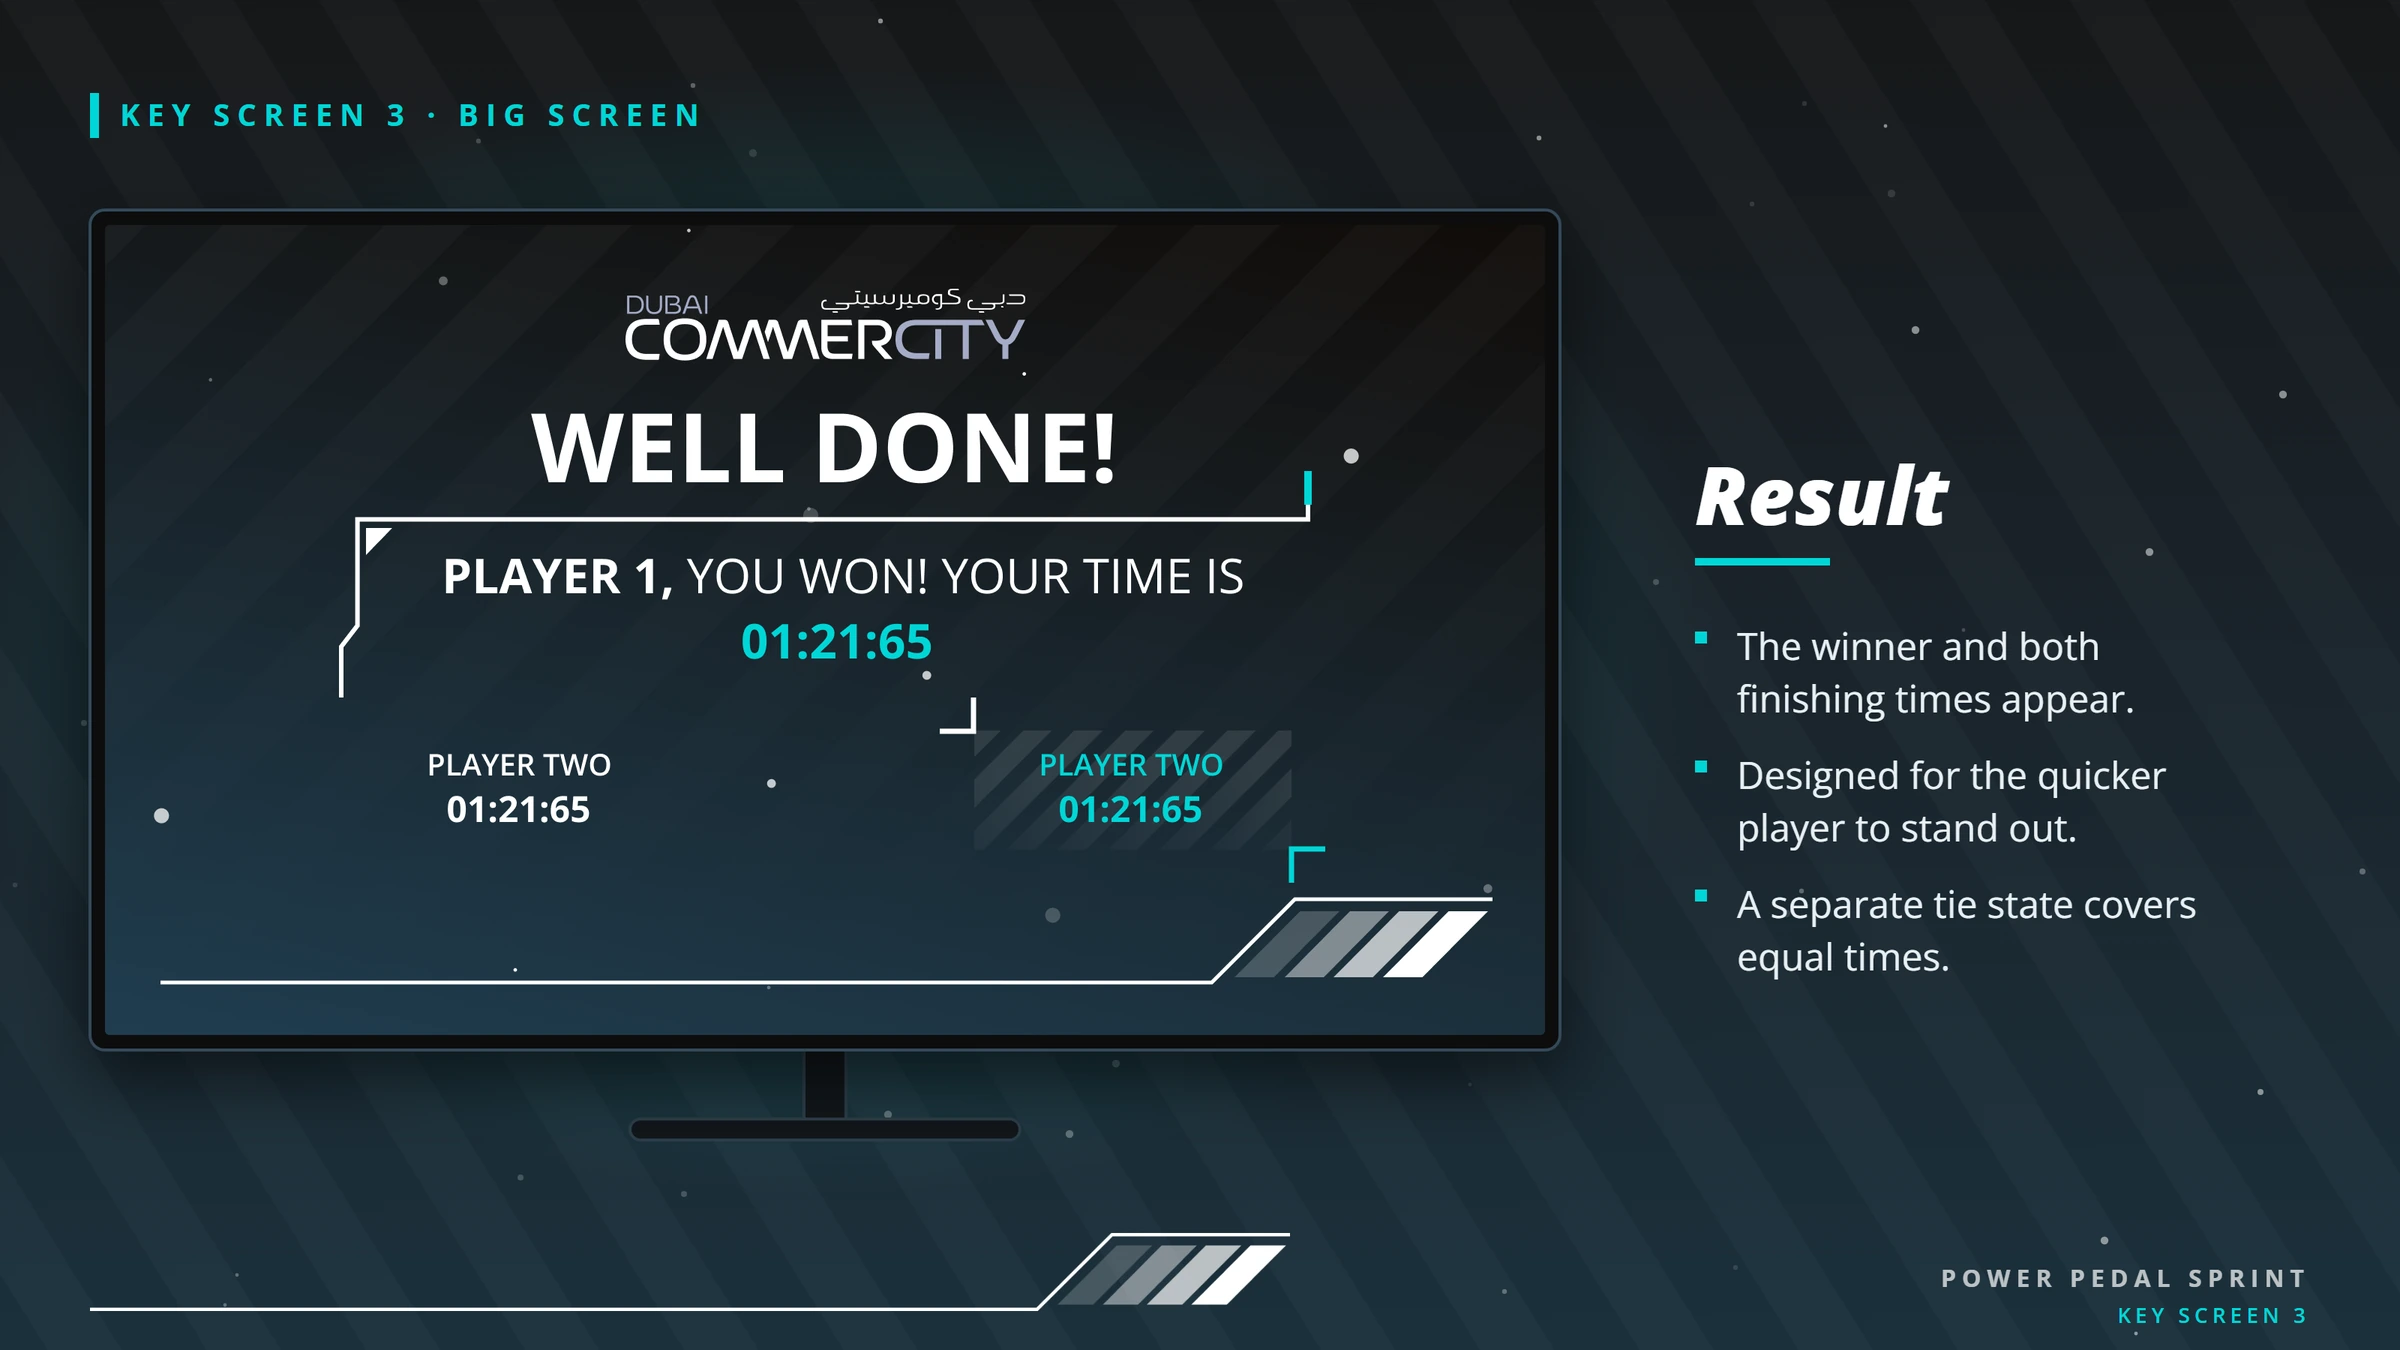 KEY SCREEN 3 · BIG SCREEN
DUBAI دبي كوميرسيتي
COMMERCITY
WELL DONE!
PLAYER 1, YOU WON! YOUR TIME IS
01:21:65
PLAYER TWO
01:21:65
PLAYER TWO
01:21:65
Result
The winner and both
finishing times appear.
Designed for the quicker
player to stand out.
A separate tie state covers
equal times.
POWER PEDAL SPRINT
KEY SCREEN 3